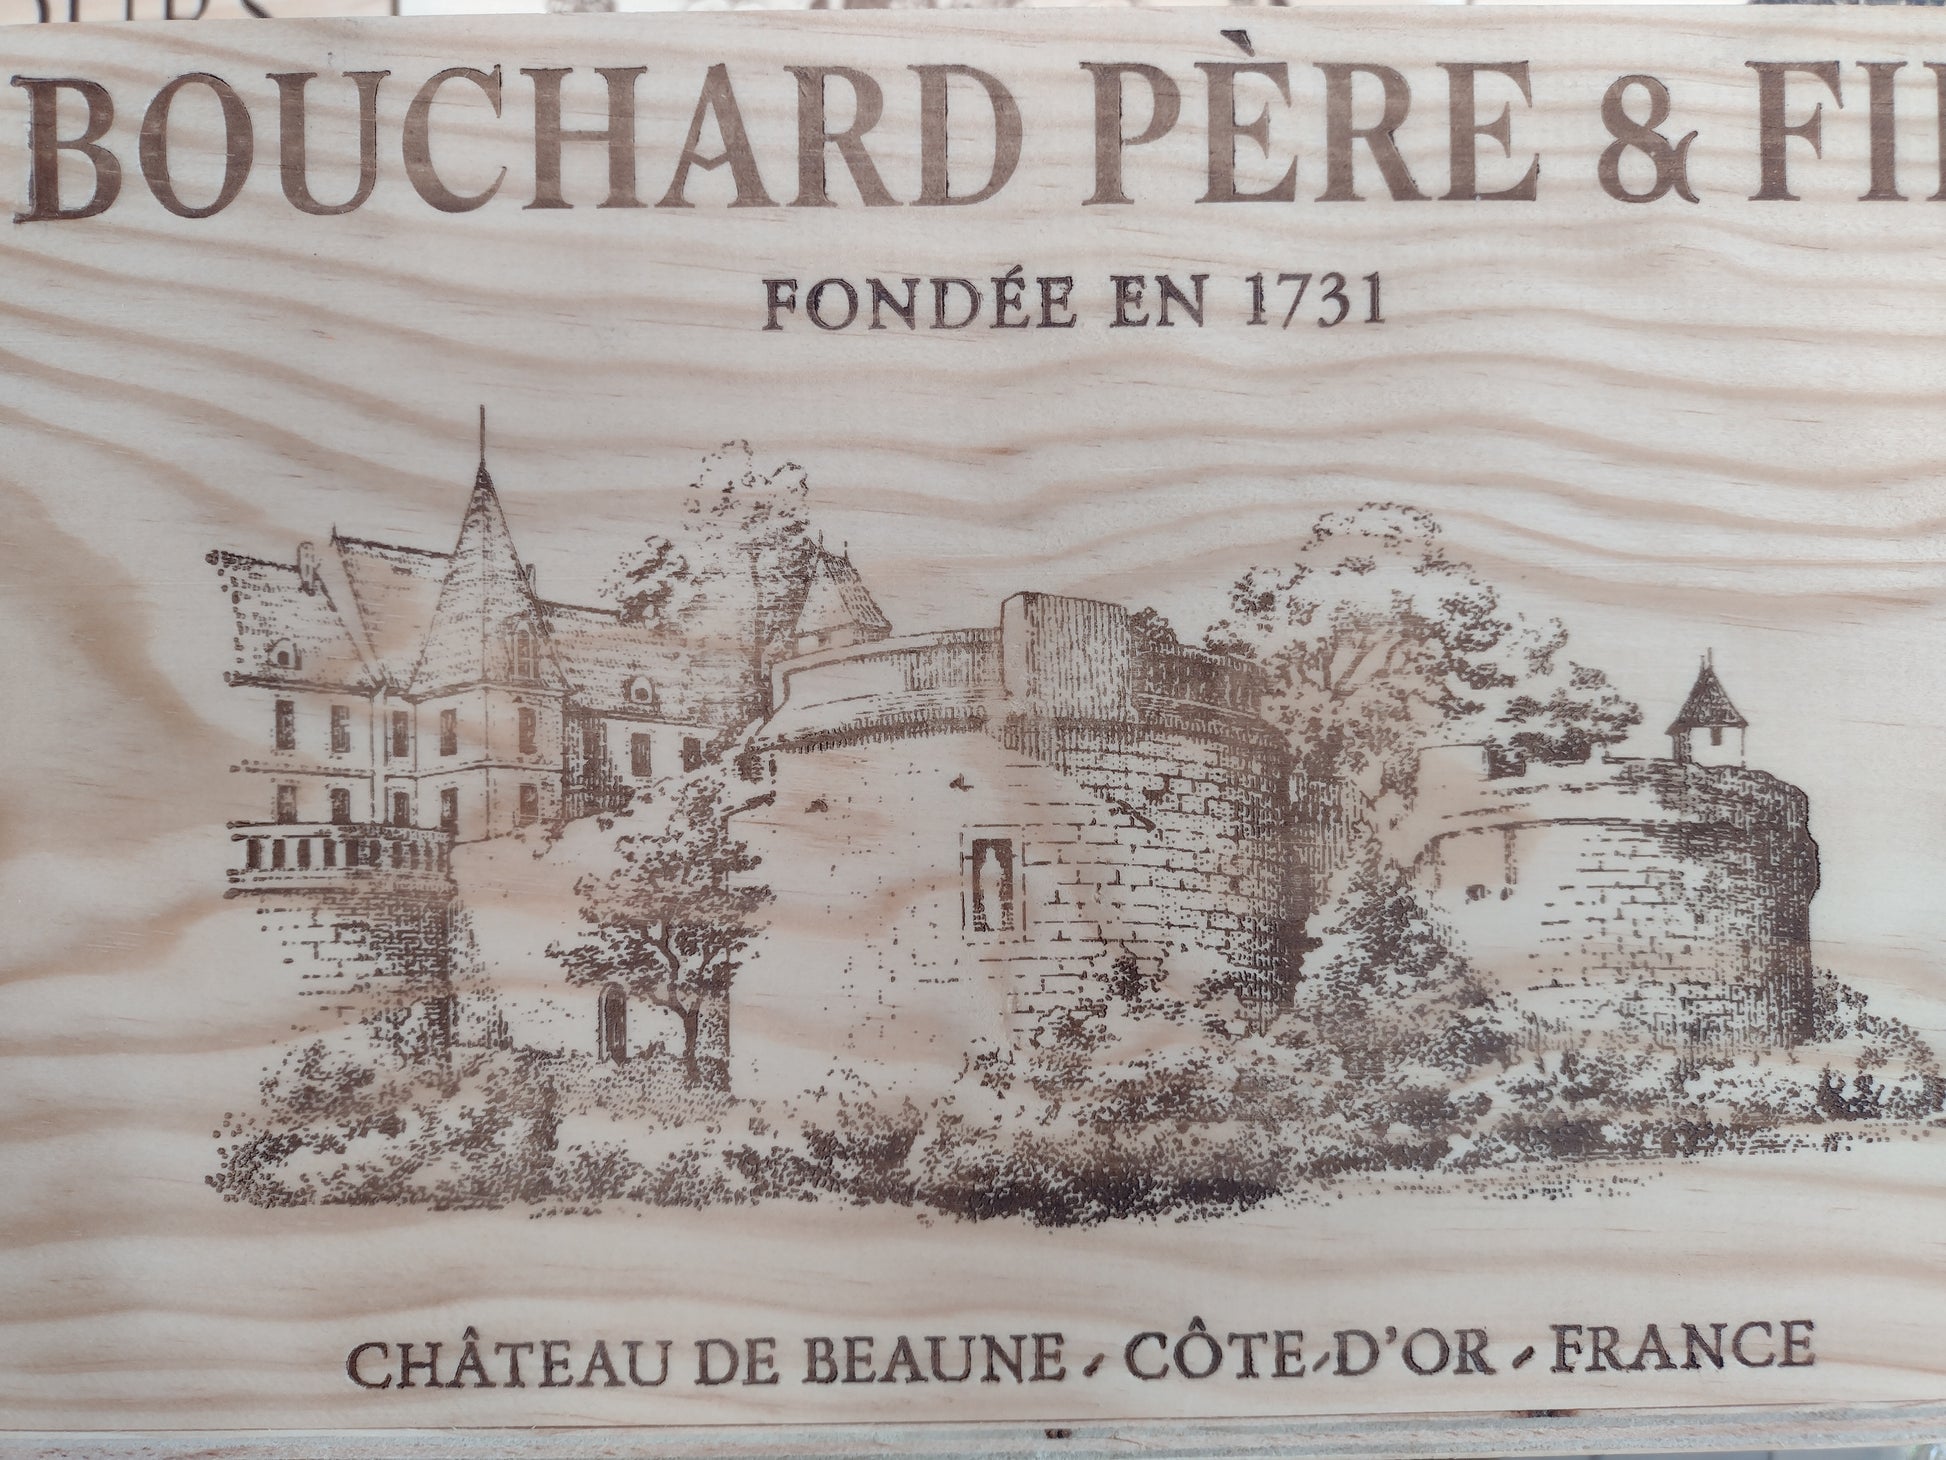 BOUCHARD PÈRE & FI
FONDÉE EN 1731
CHÂTEAU DE BEAUNE - CÔTE-D'OR - FRANCE